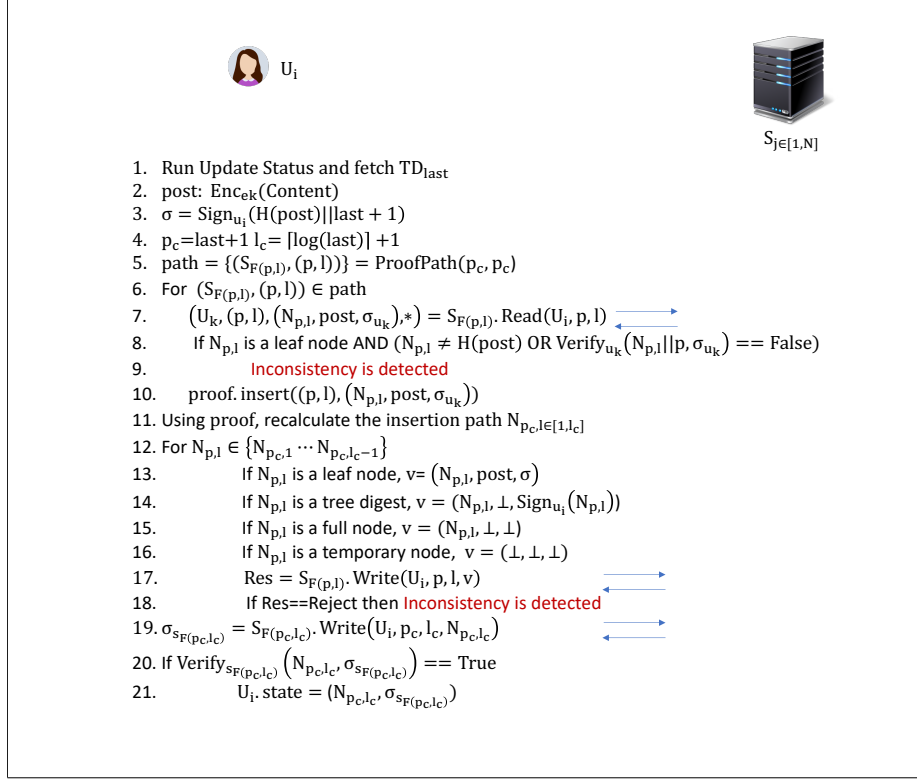 Uᵢ
S_{j∈[1,N]}
1. Run Update Status and fetch TD_{last}
2. post: Enc_{ek}(Content)
3. σ = Sign_{u_i}(H(post)||last + 1)
4. p_c=last+1 l_c= ⌈log(last)⌉ +1
5. path = {(S_{F(p,l)}, (p, l))} = ProofPath(p_c, p_c)
6. For (S_{F(p,l)}, (p, l)) ∈ path
7. (U_k, (p, l), (N_{p,l}, post, σ_{u_k}),*) = S_{F(p,l)}. Read(U_i, p, l)
8. If N_{p,l} is a leaf node AND (N_{p,l} ≠ H(post) OR Verify_{u_k}(N_{p,l}||p, σ_{u_k}) == False)
9. Inconsistency is detected
10. proof. insert((p, l), (N_{p,l}, post, σ_{u_k}))
11. Using proof, recalculate the insertion path N_{p_c,l∈[1,l_c]}
12. For N_{p,l} ∈ {N_{p_c,1} ⋯ N_{p_c,l_c−1}}
13. If N_{p,l} is a leaf node, v= (N_{p,l}, post, σ)
14. If N_{p,l} is a tree digest, v = (N_{p,l}, ⊥, Sign_{u_i}(N_{p,l}))
15. If N_{p,l} is a full node, v = (N_{p,l}, ⊥, ⊥)
16. If N_{p,l} is a temporary node, v = (⊥, ⊥, ⊥)
17. Res = S_{F(p,l)}. Write(U_i, p, l, v)
18. If Res==Reject then Inconsistency is detected
19. σ_{s_{F(p_c,l_c)}} = S_{F(p_c,l_c)}. Write(U_i, p_c, l_c, N_{p_c,l_c})
20. If Verify_{s_{F(p_c,l_c)}}(N_{p_c,l_c}, σ_{s_{F(p_c,l_c)}}) == True
21. U_i. state = (N_{p_c,l_c}, σ_{s_{F(p_c,l_c)}})